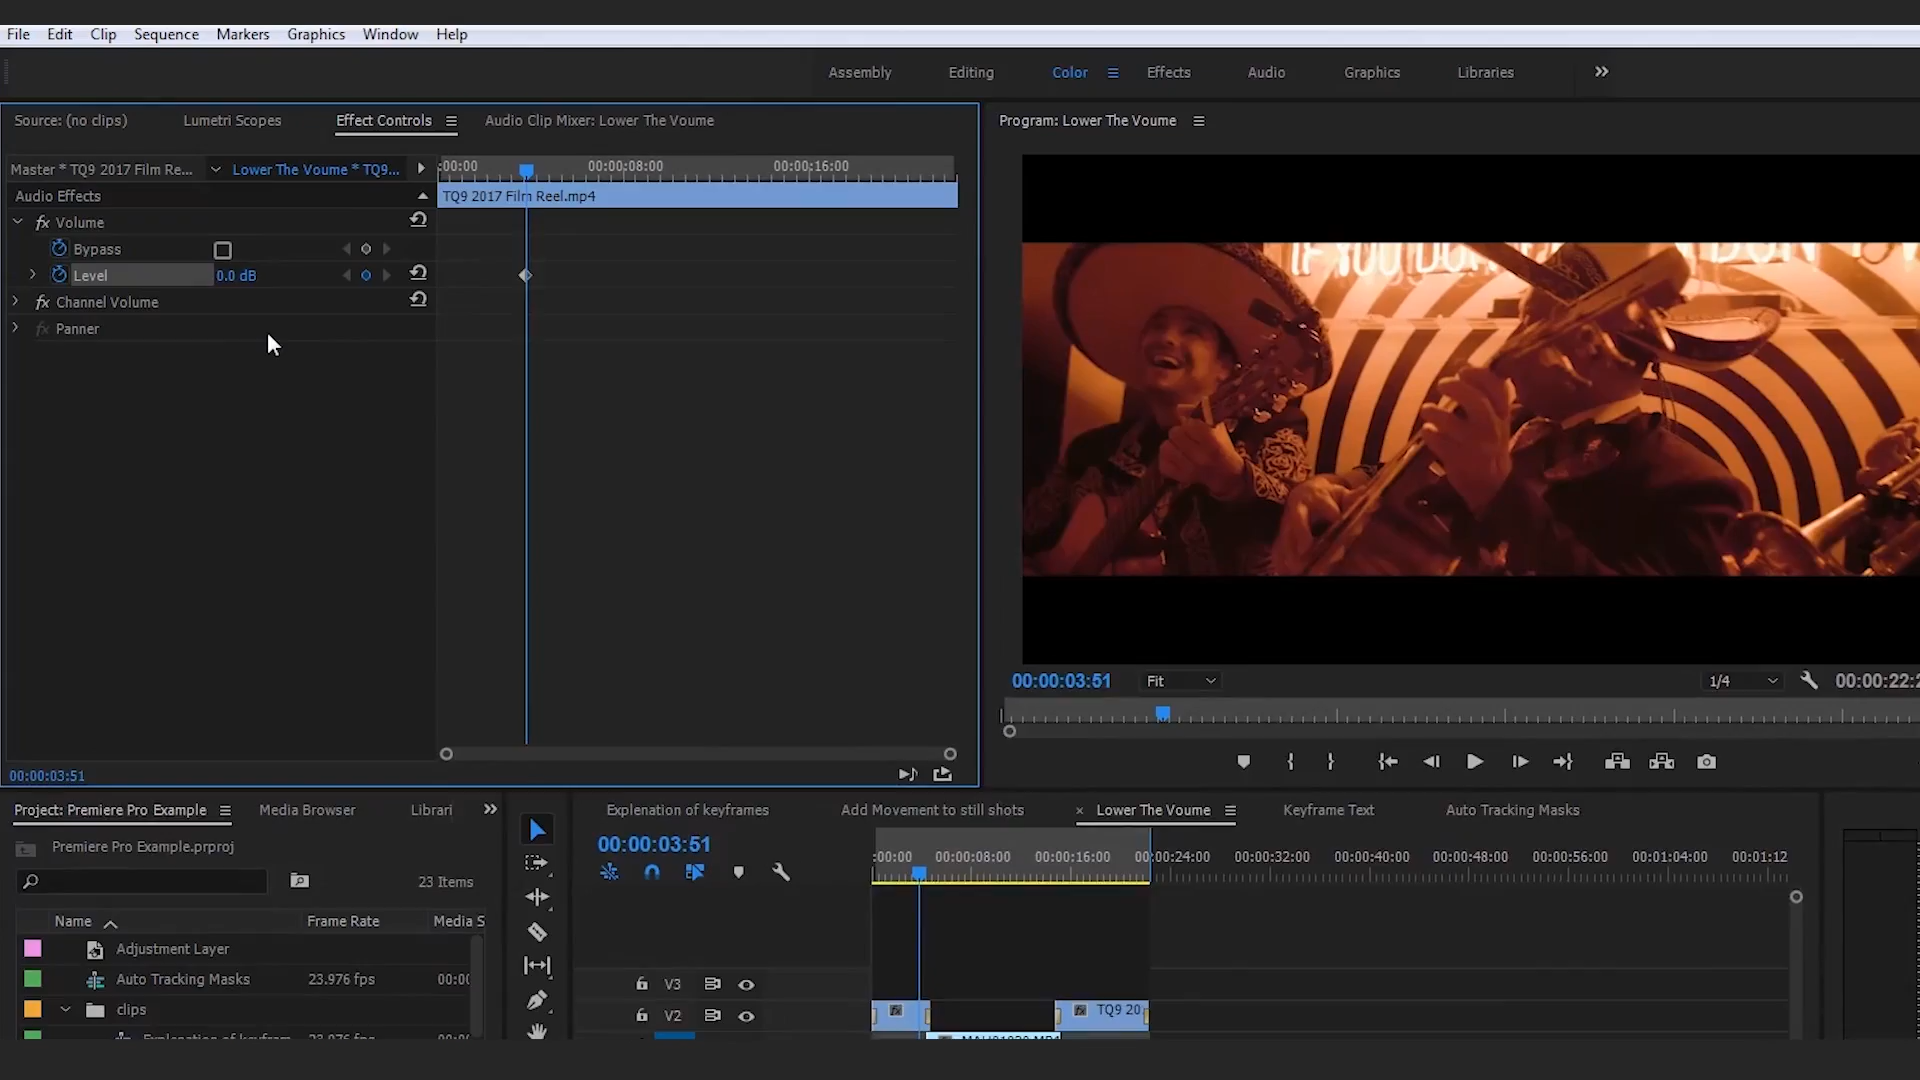 File Edit Clip Sequence Markers Graphics Window Help
Assembly Editing Color Effects Audio Graphics Libraries
Source: (no clips) Lumetri Scopes Effect Controls Audio Clip Mixer: Lower The Voume
Program: Lower The Voume
Master * TQ9 2017 Film Re... Lower The Voume * TQ9...
:00:00 00:00:08:00 00:00:16:00
Audio Effects
TQ9 2017 Film Reel.mp4
fx Volume
Bypass
Level 0.0 dB
fx Channel Volume
fx Panner
IF YOU DON'T
00:00:03:51 Fit 1/4 00:00:22:2
00:00:03:51
Project: Premiere Pro Example Media Browser Librari
Explenation of keyframes Add Movement to still shots × Lower The Voume Keyframe Text Auto Tracking Masks
Premiere Pro Example.prproj
00:00:03:51
:00:00 00:00:08:00 00:00:16:00 00:00:24:00 00:00:32:00 00:00:40:00 00:00:48:00 00:00:56:00 00:01:04:00 00:01:12
23 Items
Name Frame Rate Media S
Adjustment Layer
Auto Tracking Masks 23.976 fps 00:00
clips
V3
V2
fx
fx TQ9 20